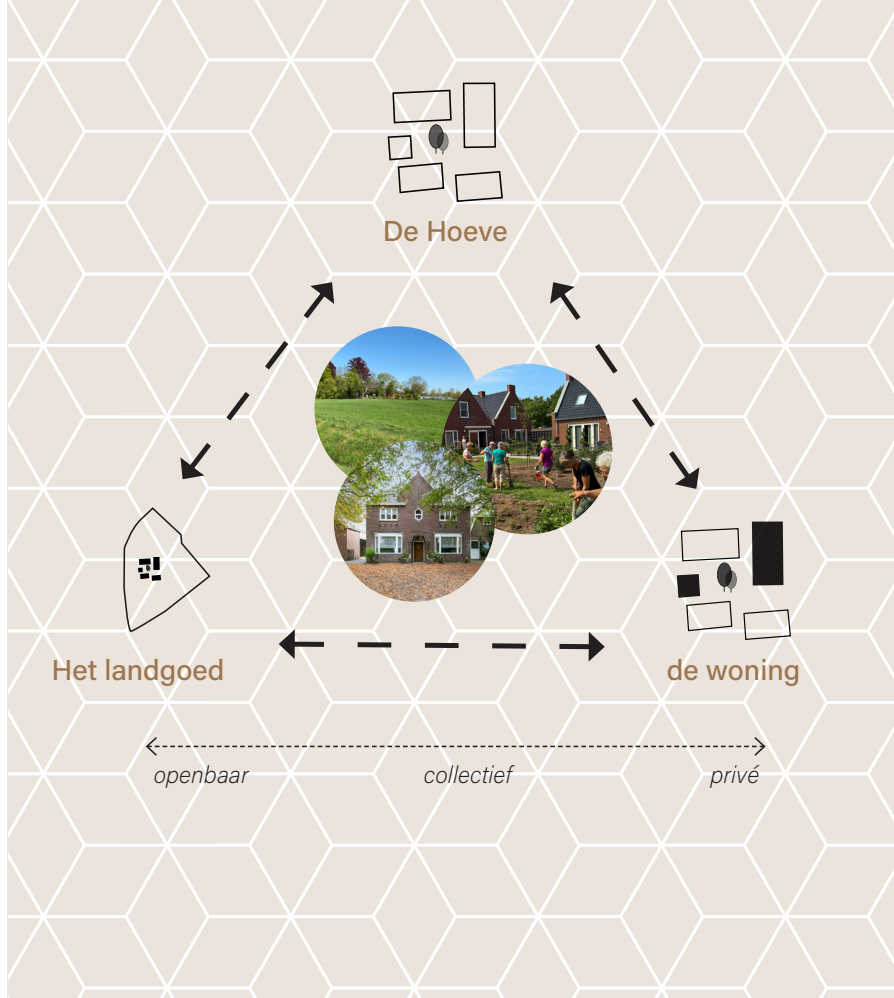 De Hoeve
Het landgoed
de woning
openbaar
collectief
privé